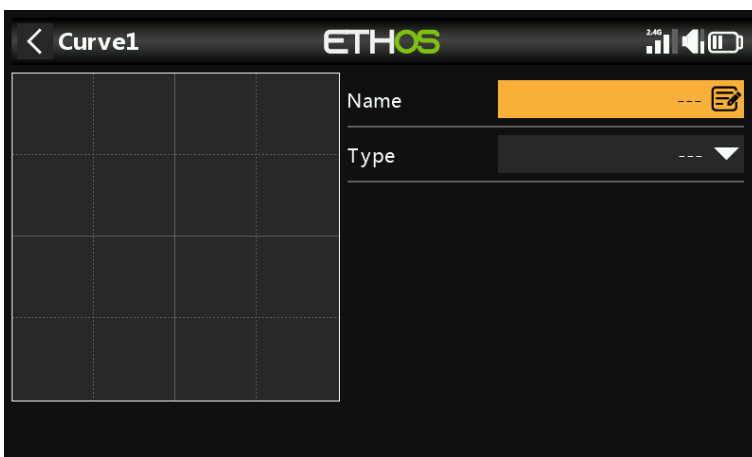 Curve1
ETHOS
2.4G
Name
---
Type
---